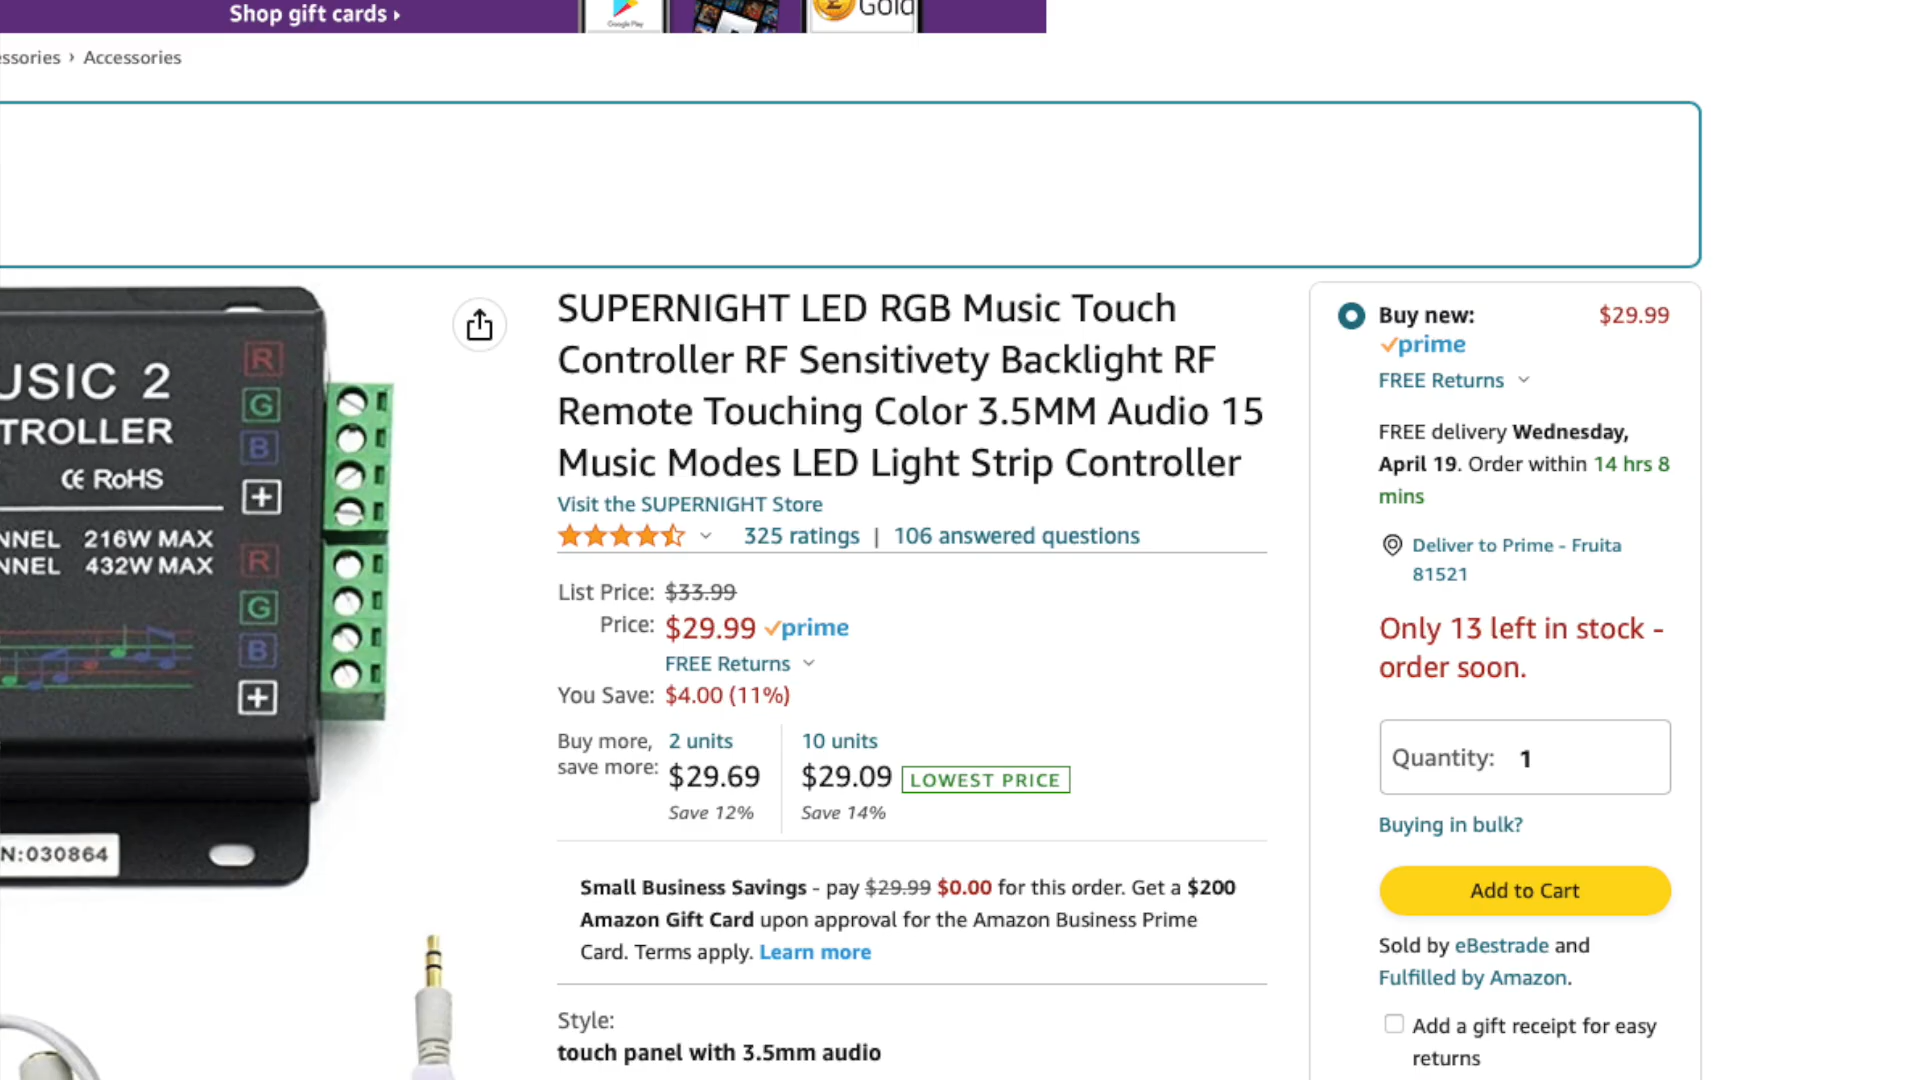 Shop gift cards ›
Google Play
Gold
› Accessories
USIC 2
TROLLER
CE RoHS
NNEL 216W MAX
NNEL 432W MAX
R
G
B
+
R
G
B
+
N:030864
SUPERNIGHT LED RGB Music Touch
Controller RF Sensitivety Backlight RF
Remote Touching Color 3.5MM Audio 15
Music Modes LED Light Strip Controller
Visit the SUPERNIGHT Store
325 ratings | 106 answered questions
List Price: $33.99
Price: $29.99 prime
FREE Returns
You Save: $4.00 (11%)
Buy more, save more:
2 units
$29.69
Save 12%
10 units
$29.09 LOWEST PRICE
Save 14%
Small Business Savings - pay $29.99 $0.00 for this order. Get a $200
Amazon Gift Card upon approval for the Amazon Business Prime
Card. Terms apply. Learn more
Style:
touch panel with 3.5mm audio
Buy new: $29.99
prime
FREE Returns
FREE delivery Wednesday,
April 19. Order within 14 hrs 8
mins
Deliver to Prime - Fruita
81521
Only 13 left in stock -
order soon.
Quantity: 1
Buying in bulk?
Add to Cart
Sold by eBestrade and
Fulfilled by Amazon.
Add a gift receipt for easy
returns